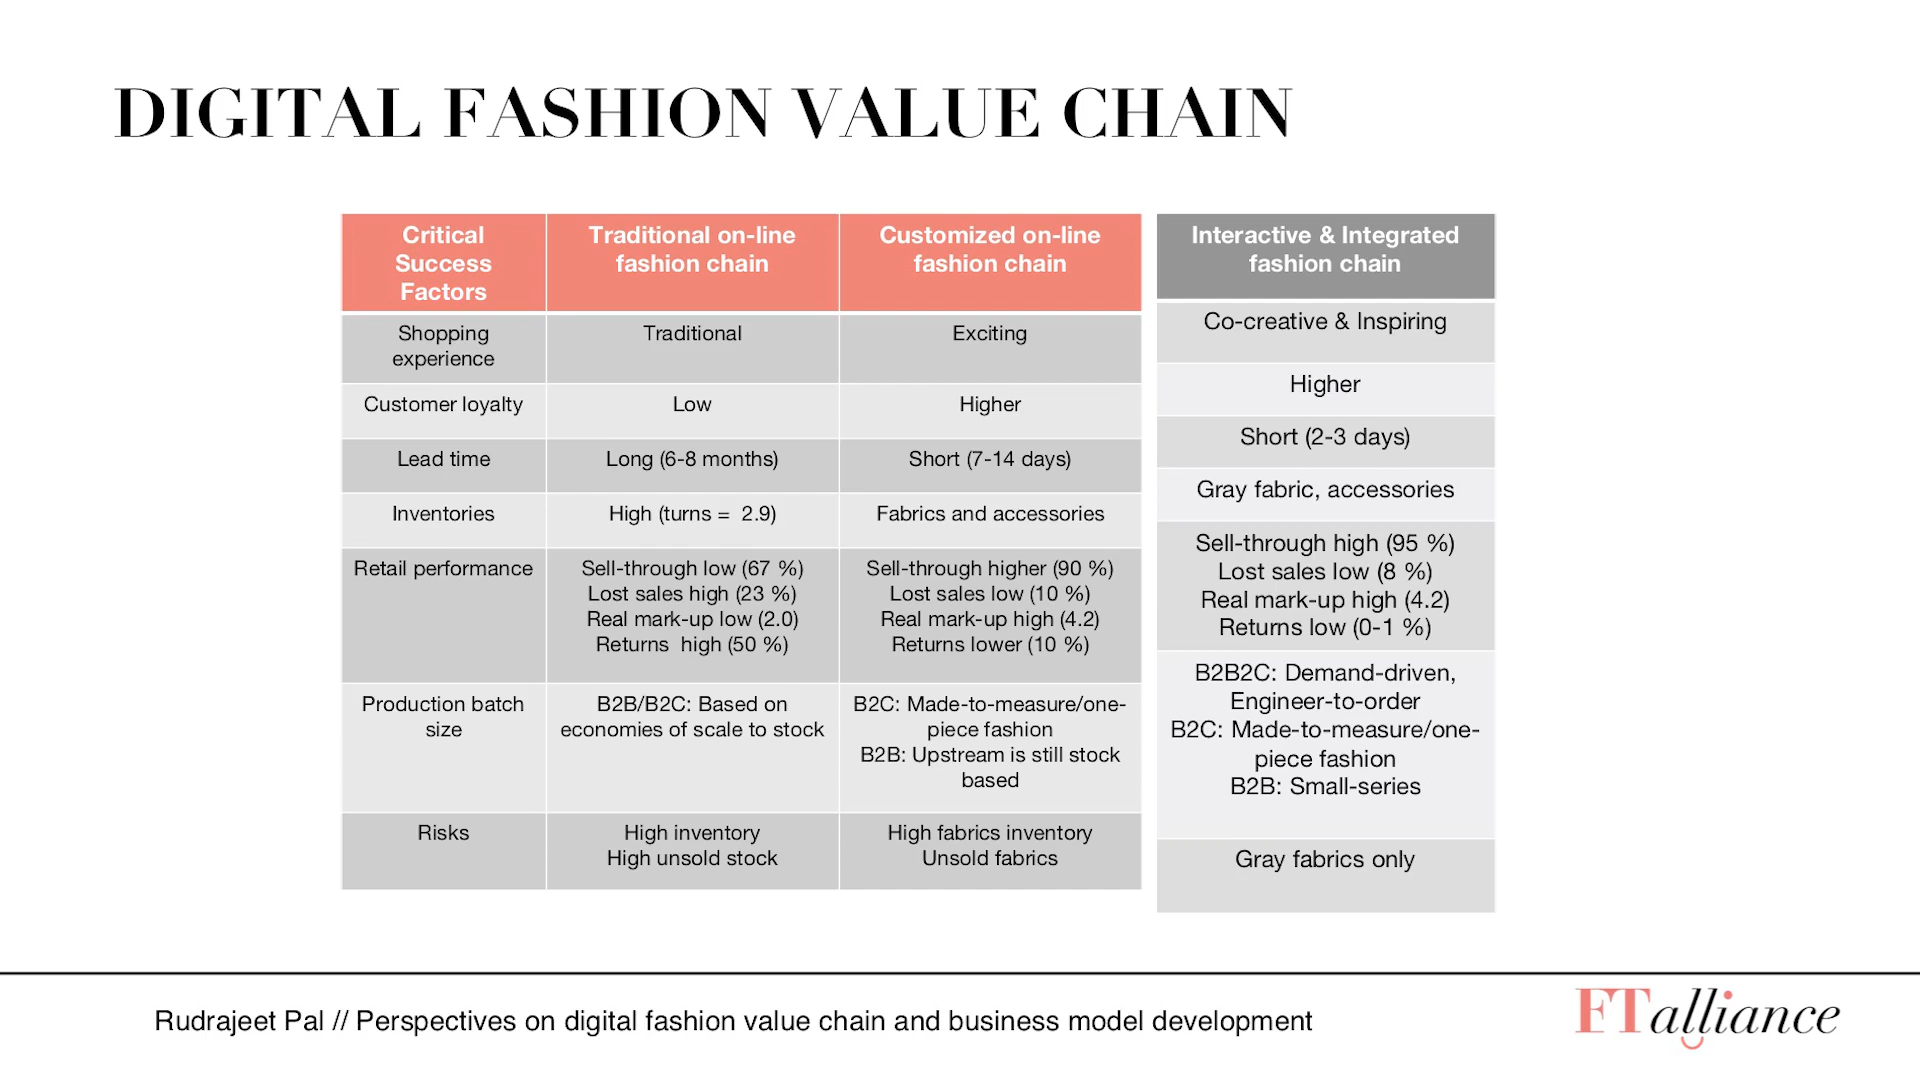 DIGITAL FASHION VALUE CHAIN
Critical
Success
Factors
Traditional on-line
fashion chain
Customized on-line
fashion chain
Interactive & Integrated
fashion chain
Shopping
experience
Traditional
Exciting
Co-creative & Inspiring
Customer loyalty
Low
Higher
Higher
Lead time
Long (6-8 months)
Short (7-14 days)
Short (2-3 days)
Inventories
High (turns = 2.9)
Fabrics and accessories
Gray fabric, accessories
Retail performance
Sell-through low (67 %)
Lost sales high (23 %)
Real mark-up low (2.0)
Returns high (50 %)
Sell-through higher (90 %)
Lost sales low (10 %)
Real mark-up high (4.2)
Returns lower (10 %)
Sell-through high (95 %)
Lost sales low (8 %)
Real mark-up high (4.2)
Returns low (0-1 %)
Production batch
size
B2B/B2C: Based on
economies of scale to stock
B2C: Made-to-measure/one-
piece fashion
B2B: Upstream is still stock
based
B2B2C: Demand-driven,
Engineer-to-order
B2C: Made-to-measure/one-
piece fashion
B2B: Small-series
Risks
High inventory
High unsold stock
High fabrics inventory
Unsold fabrics
Gray fabrics only
Rudrajeet Pal // Perspectives on digital fashion value chain and business model development
FTalliance